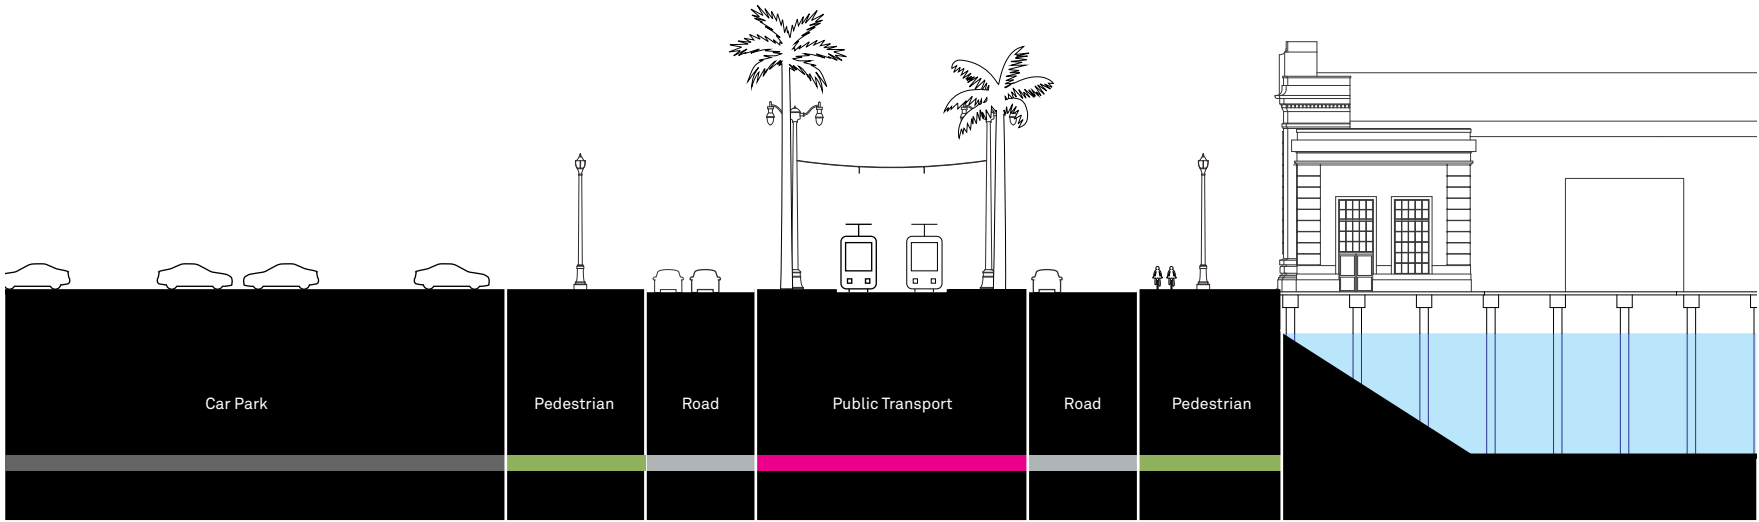 Car Park
Pedestrian
Road
Public Transport
Road
Pedestrian